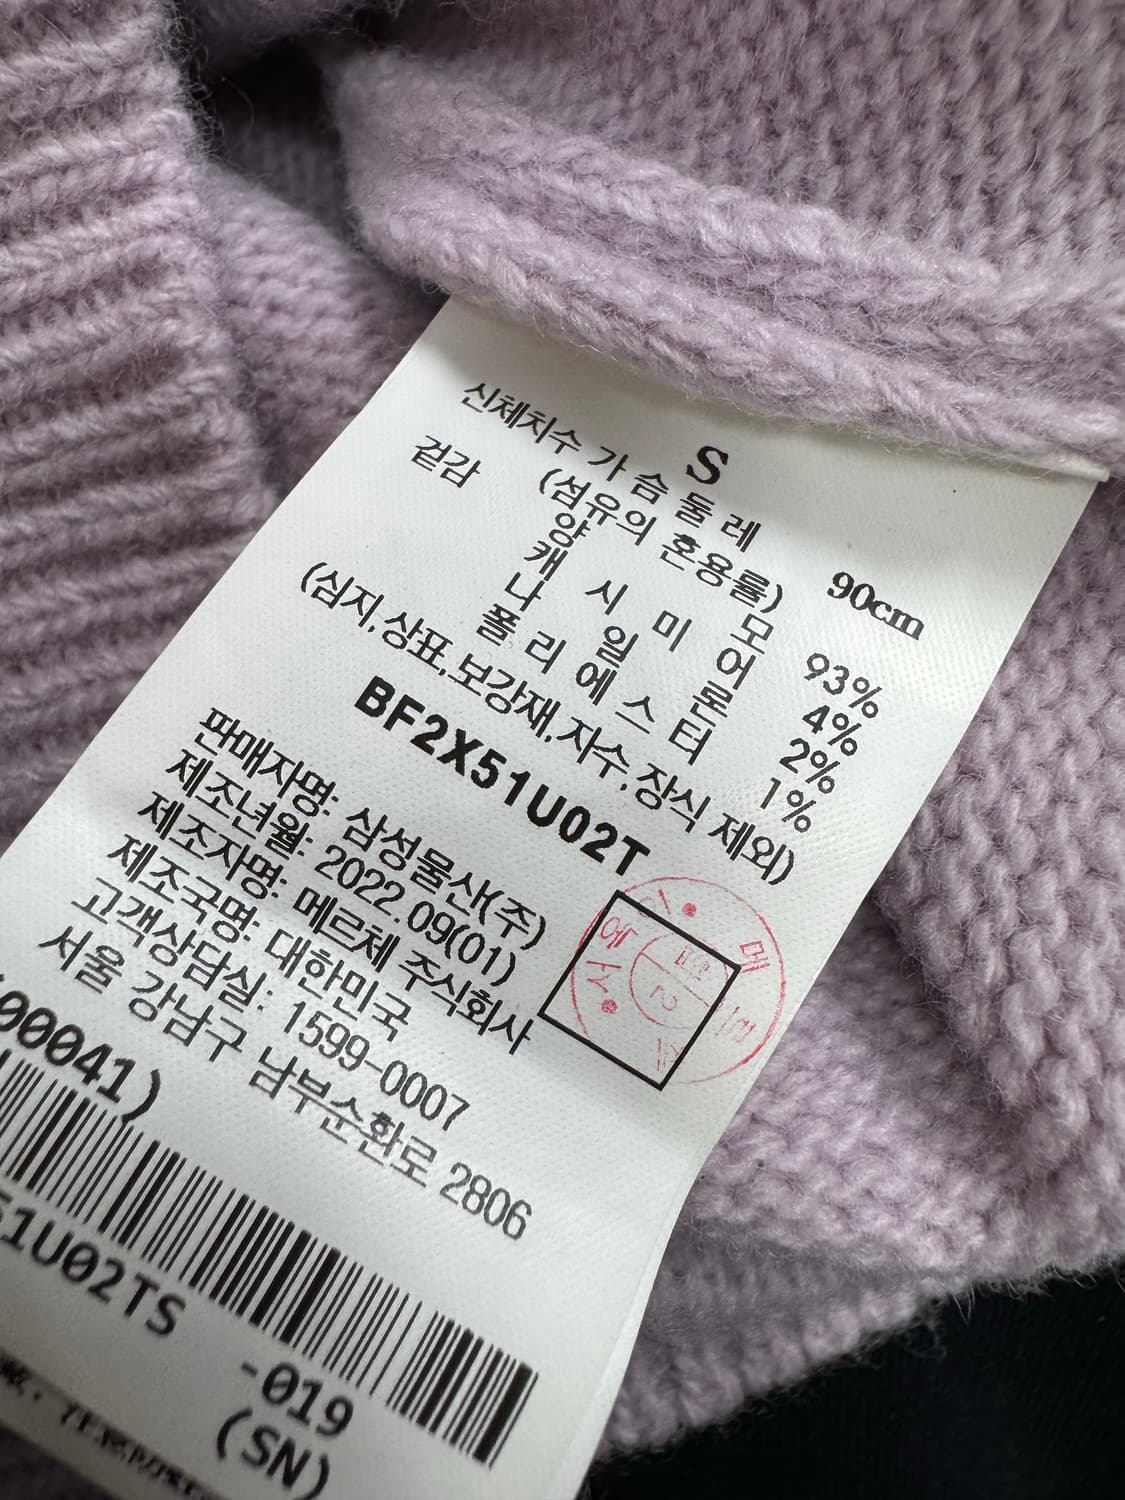 S
신체치수 가슴둘레 90cm
겉감 (섬유의 혼용률)
양 모 93%
캐시미어 4%
나일론 2%
폴리에스터 1%
(심지,상표,보강재,자수,장식 제외)
BF2X51U02T
판매자명: 삼성물산(주)
제조년월: 2022.09(01)
제조자명: 메르체 주식회사
제조국명: 대한민국
고객상담실: 1599-0007
서울 강남구 남부순환로 2806
00041)
51U02TS
-019
(SN)